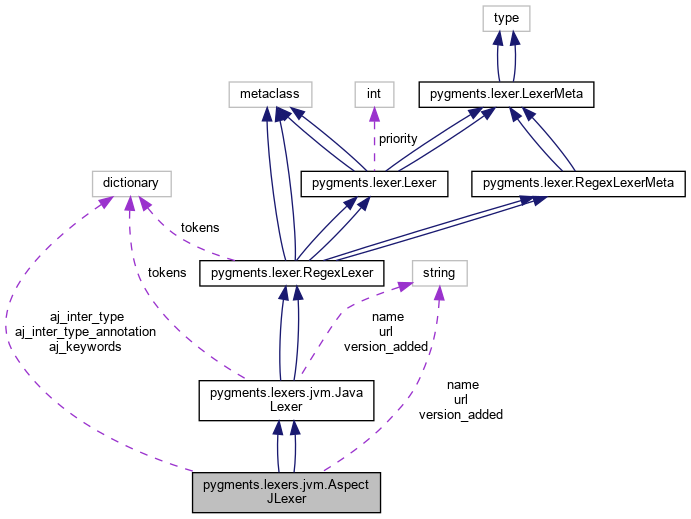 type
metaclass
int
pygments.lexer.LexerMeta
priority
dictionary
pygments.lexer.Lexer
pygments.lexer.RegexLexerMeta
tokens
pygments.lexer.RegexLexer
tokens
string
aj_inter_type
aj_inter_type_annotation
aj_keywords
name
url
version_added
pygments.lexers.jvm.Java
Lexer
name
url
version_added
pygments.lexers.jvm.Aspect
JLexer